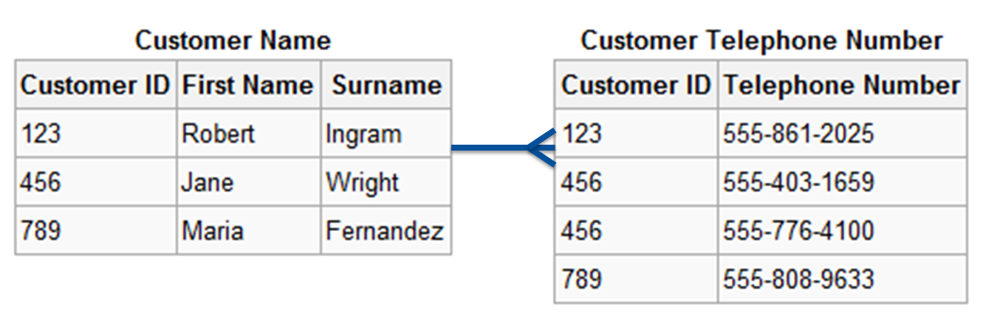 Customer Name
Customer ID First Name Surname
123 Robert Ingram
456 Jane Wright
789 Maria Fernandez
Customer Telephone Number
Customer ID Telephone Number
123 555-861-2025
456 555-403-1659
456 555-776-4100
789 555-808-9633